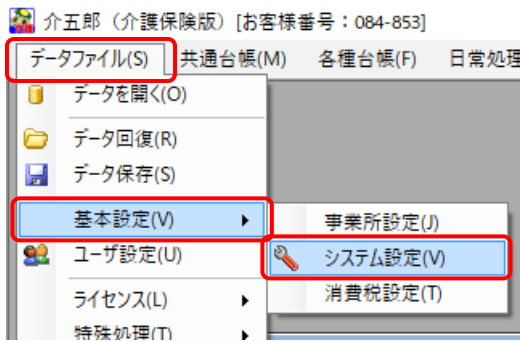 介五郎（介護保険版）[お客様番号：084-853]
データファイル(S) 共通台帳(M) 各種台帳(F) 日常処理
データを開く(O)
データ回復(R)
データ保存(S)
基本設定(V) 事業所設定(J)
ユーザ設定(U) システム設定(V)
ライセンス(L) 消費税設定(T)
特殊処理(T)